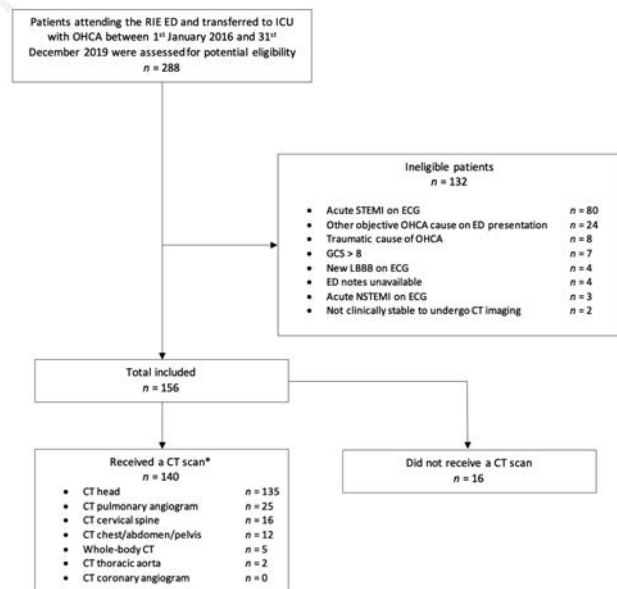 Patients attending the RIE ED and transferred to ICU
with OHCA between 1st January 2016 and 31st
December 2019 were assessed for potential eligibility
n = 288
Ineligible patients
n = 132
• Acute STEMI on ECG n = 80
• Other objective OHCA cause on ED presentation n = 24
• Traumatic cause of OHCA n = 8
• GCS > 8 n = 7
• New LBBB on ECG n = 4
• ED notes unavailable n = 4
• Acute NSTEMI on ECG n = 3
• Not clinically stable to undergo CT imaging n = 2
Total included
n = 156
Received a CT scan*
n = 140
• CT head n = 135
• CT pulmonary angiogram n = 25
• CT cervical spine n = 16
• CT chest/abdomen/pelvis n = 12
• Whole-body CT n = 5
• CT thoracic aorta n = 2
• CT coronary angiogram n = 0
Did not receive a CT scan
n = 16